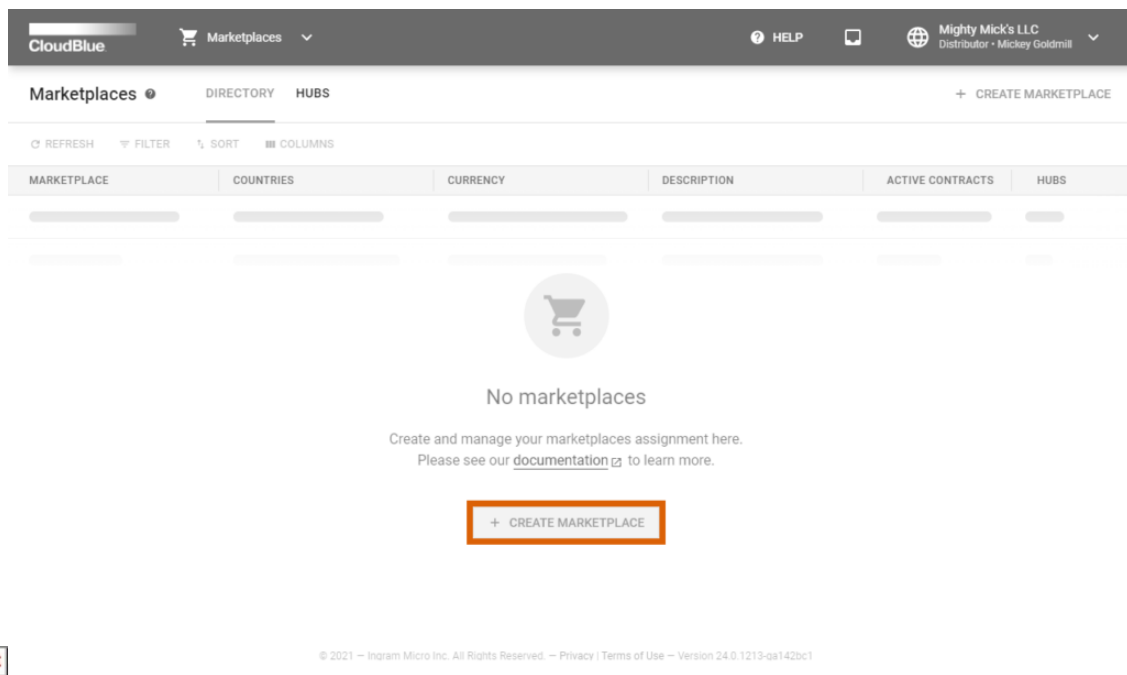 CloudBlue
Marketplaces
HELP
Mighty Mick's LLC
Distributor • Mickey Goldmill
Marketplaces
DIRECTORY
HUBS
+ CREATE MARKETPLACE
REFRESH
FILTER
SORT
COLUMNS
MARKETPLACE
COUNTRIES
CURRENCY
DESCRIPTION
ACTIVE CONTRACTS
HUBS
No marketplaces
Create and manage your marketplaces assignment here.
Please see our documentation to learn more.
+ CREATE MARKETPLACE
© 2021 — Ingram Micro Inc. All Rights Reserved. — Privacy | Terms of Use — Version 24.0.1213-ga142bc1